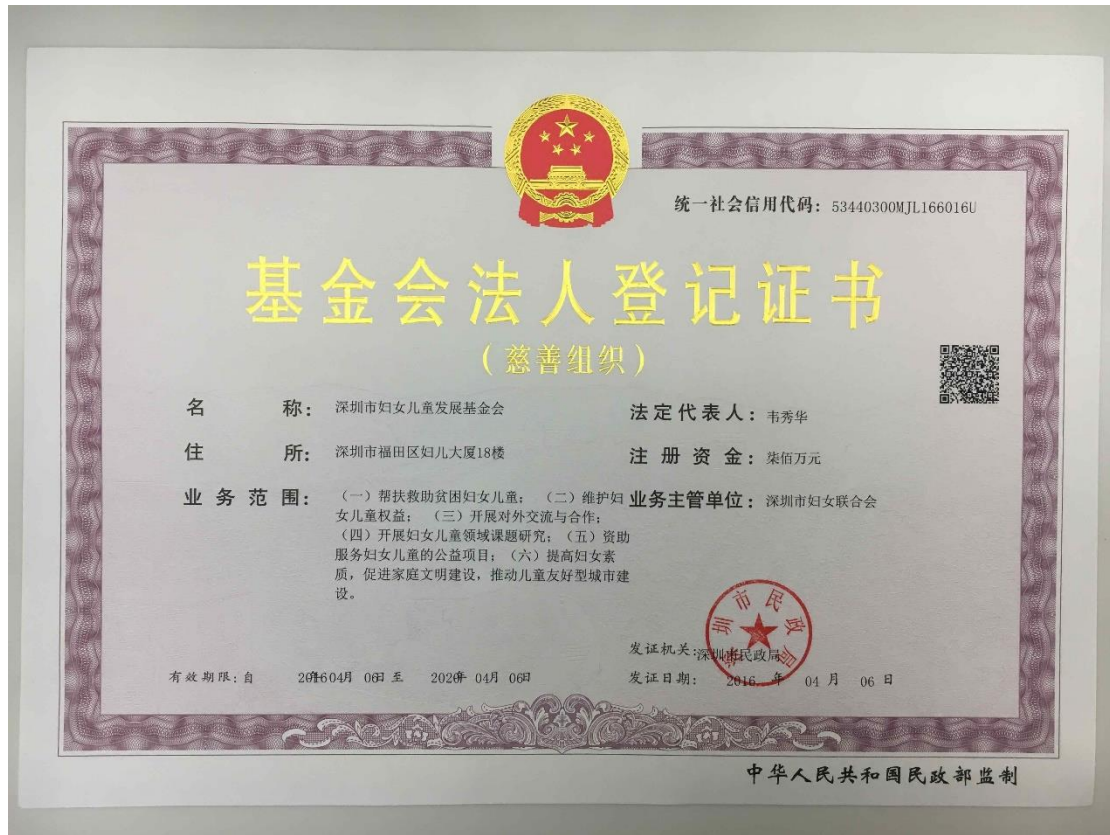 统一社会信用代码：53440300MJL166016U
基金会法人登记证书
（慈善组织）
名称：深圳市妇女儿童发展基金会
法定代表人：韦秀华
住所：深圳市福田区妇儿大厦18楼
注册资金：柒佰万元
业务范围：（一）帮扶救助贫困妇女儿童；（二）维护妇
女儿童权益；（三）开展对外交流与合作；
（四）开展妇女儿童领域课题研究；（五）资助
服务妇女儿童的公益项目；（六）提高妇女素
质，促进家庭文明建设，推动儿童友好型城市建
设。
业务主管单位：深圳市妇女联合会
深圳市民政局
发证机关：深圳市民政局
有效期限：自 2016年04月 06日 至 2020年 04月 06日
发证日期： 2016 年 04 月 06 日
中华人民共和国民政部监制